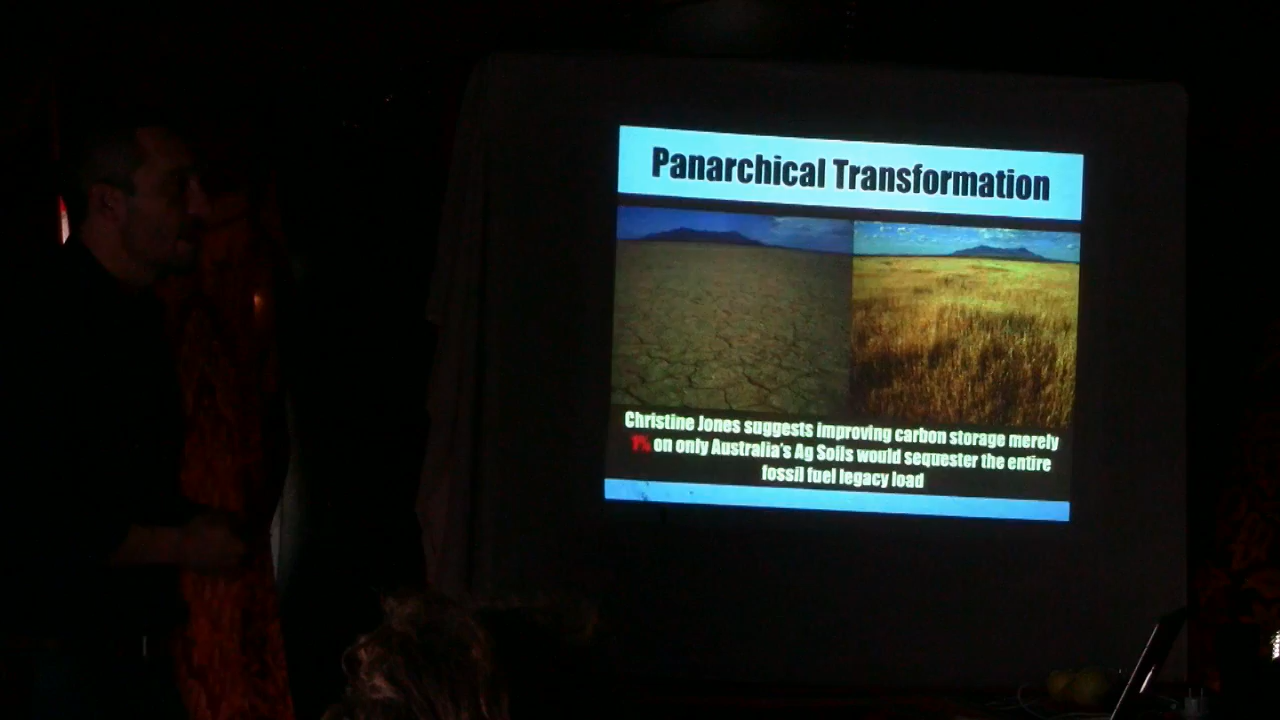 Panarchical Transformation
Christine Jones suggests improving carbon storage merely
1% on only Australia's Ag Soils would sequester the entire
fossil fuel legacy load